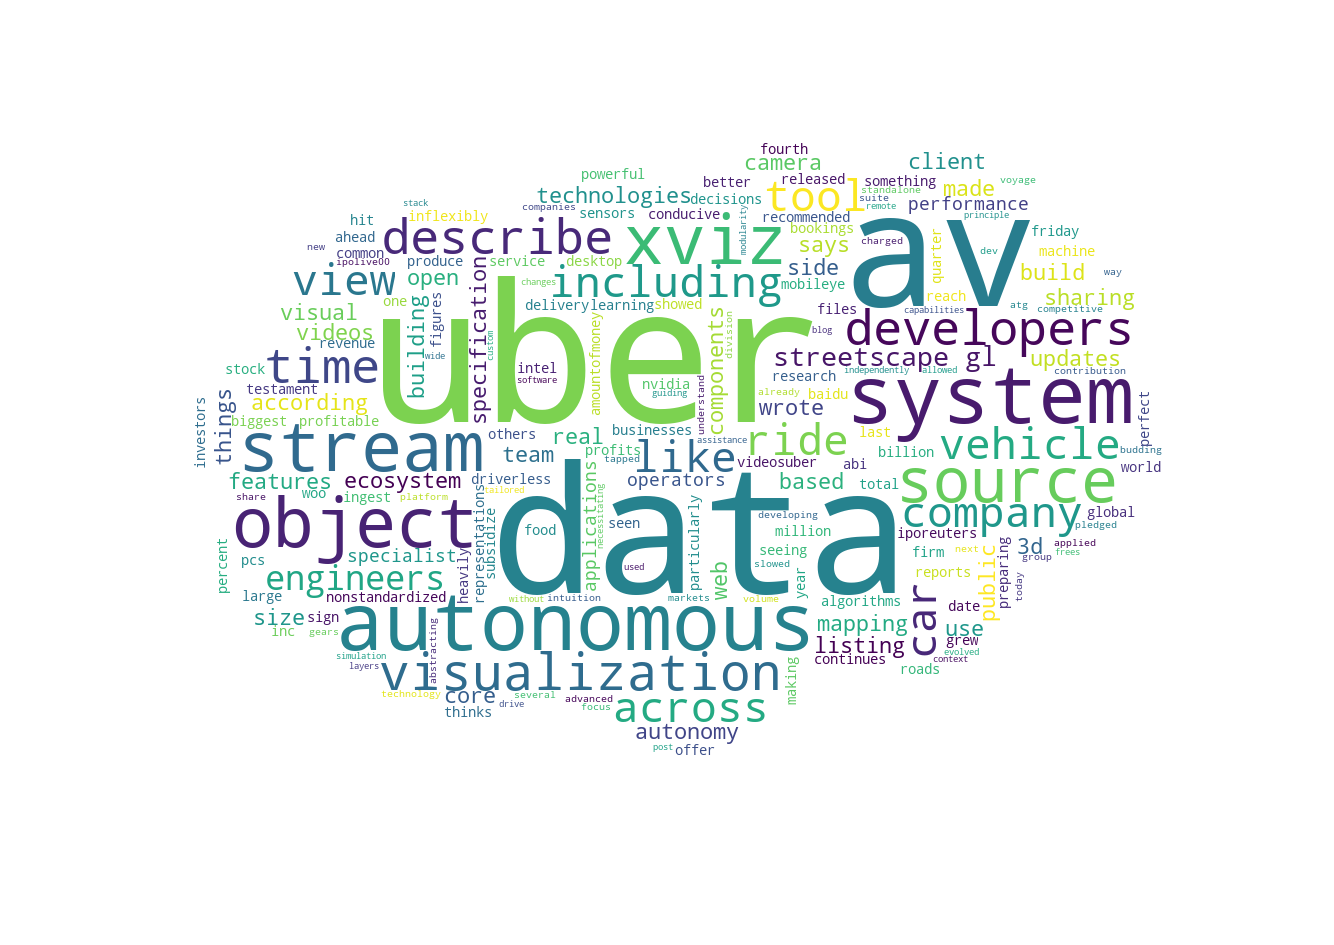 fourth
camera
client
powerful
better
released
something
voyage
technologies
decisions
tool
standalone
made
stack
companies
sensors
conducive
modularity
recommended
suite
remote
performance
principle
hit
inflexibly
describe
xviz
bookings
says
charged
av
quarter
friday
ahead
new
common
ipolive00
produce
service
desktop
side
dev
machine
view
open
specification
changes
including
mobileye
reach
build
way
visual
one
building
figures
deliverylearning
showed
files
capabilities
atg
sharing
competitive
videos
revenue
wide
custom
uber
amountofmoney
components
division
blog
developers
stock
time
intel
software
streetscape gl
updates
testament
nvidia
guiding
understand
research
independently
allowed
contribution
investors
things
according
already
baidu
system
perfect
biggest
profitable
wrote
stream
others
team
real
businesses
assistance
ride
last
vehicle
budding
like
profits
tapped
videosuber
abi
billion
world
features
ecosystem
driverless
operators
based
total
source
share
woo
ingest
platform
tailored
representations
applications
necessitating
particularly
data
developing
company
global
pledged
object
food
seen
million
iporeuters
applied
percent
pcs
specialist
heavily
subsidize
used
web
seeing
slowed
firm
next
public
3d
group
frees
engineers
year
reports
preparing
today
large
nonstandardized
without
intuition
markets
volume
algorithms
car
date
size
sign
autonomous
mapping
use
inc
gears
abstracting
listing
grew
evolved
simulation
layers
visualization
making
continues
context
roads
technology
core
several
drive
advanced
focus
across
thinks
autonomy
post
offer